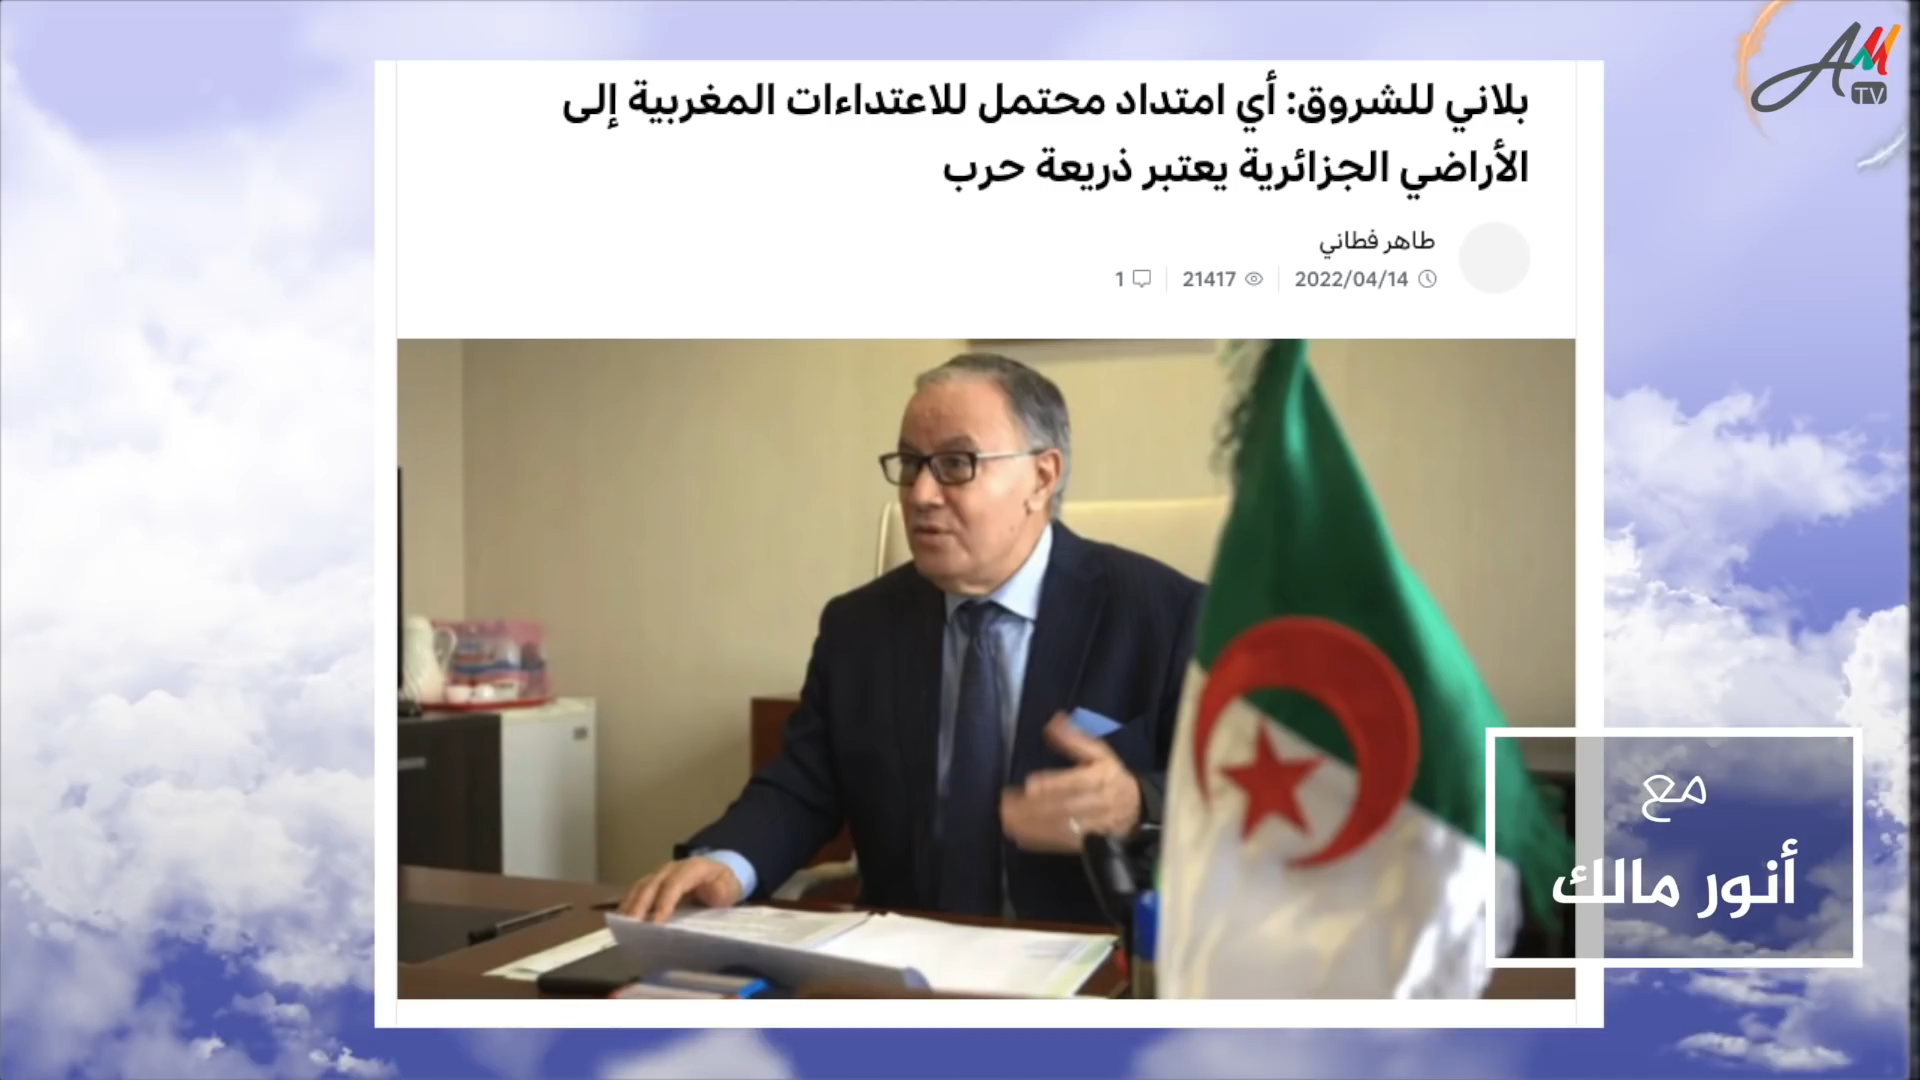 AM
TV
بلاني للشروق: أي امتداد محتمل للاعتداءات المغربية إلى
الأراضي الجزائرية يعتبر ذريعة حرب
طاهر فطاني
2022/04/14 21417 1
مع
أنور مالك